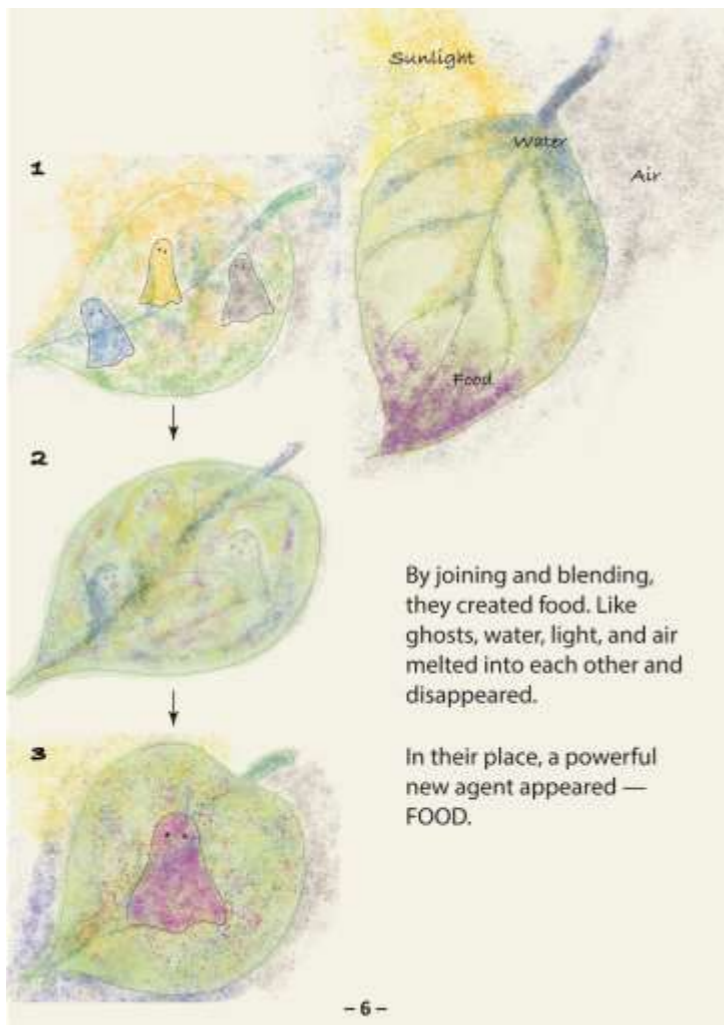 Sunlight
Water
Air
Food
1
2
3
By joining and blending,
they created food. Like
ghosts, water, light, and air
melted into each other and
disappeared.
In their place, a powerful
new agent appeared —
FOOD.
– 6 –